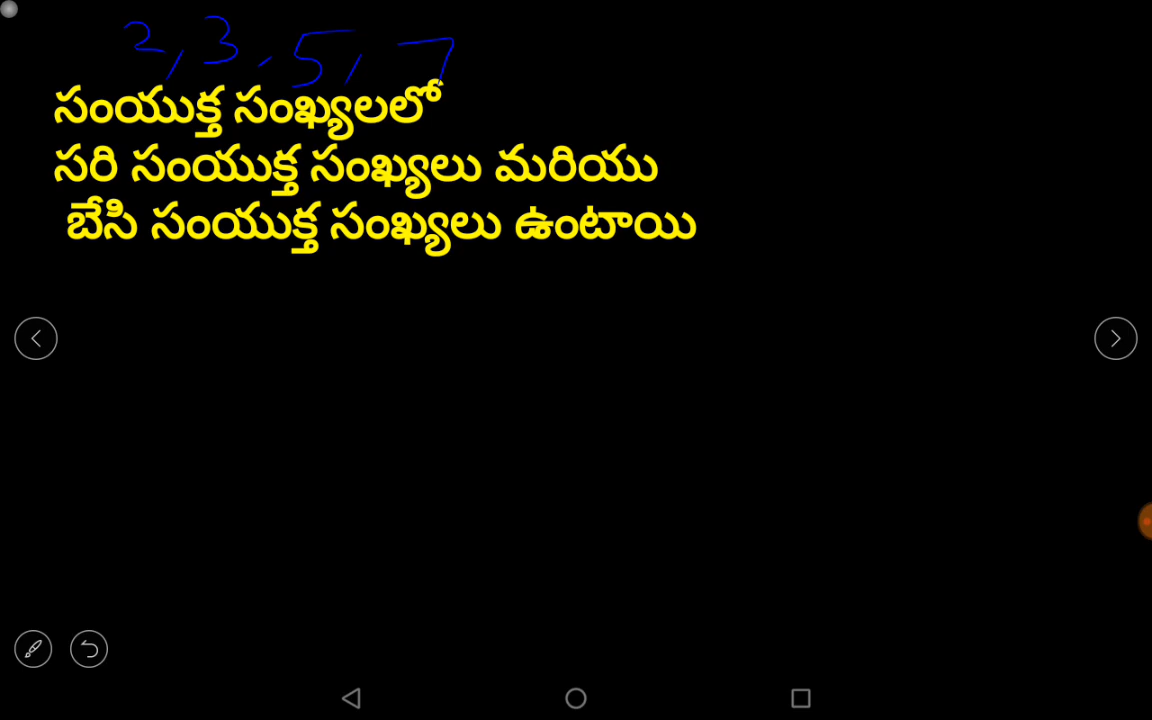 2, 3, 5, 7
సంయుక్త సంఖ్యలలో
సరి సంయుక్త సంఖ్యలు మరియు
బేసి సంయుక్త సంఖ్యలు ఉంటాయి